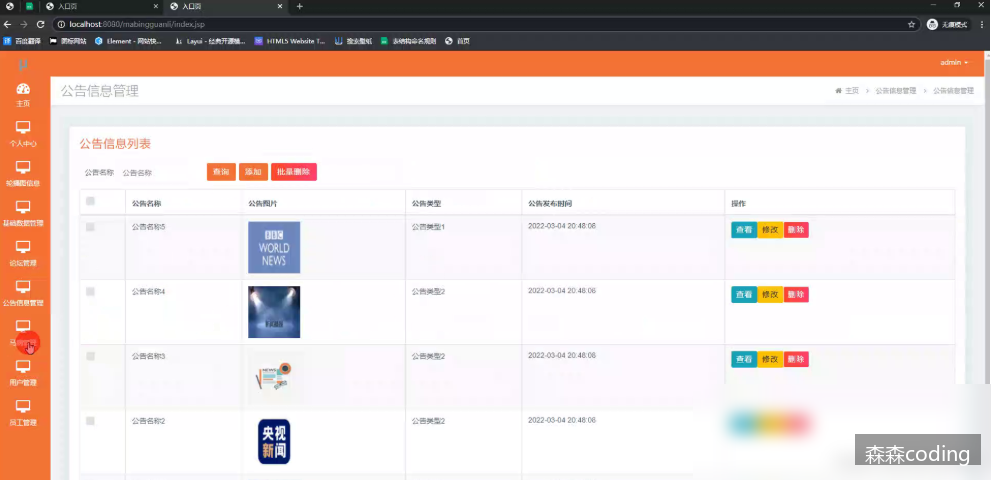 入口页
入口页
localhost:8080/mabingguanli/index.jsp
无痕模式
百度翻译 图标网站 Element - 网站快... Layui - 经典开源模... HTML5 Website T... 搜索壁纸 系统构命名规则 首页
admin
主页
个人中心
轮播图信息
基础数据管理
论坛管理
公告信息管理
用户管理
员工管理
公告信息管理
主页 公告信息管理 公告信息管理
公告信息列表
公告名称 公告名称 查询 添加 批量删除
公告名称 公告图片 公告类型 公告发布时间 操作
公告名称5 BBC WORLD NEWS 公告类型1 2022-03-04 20:48:08 查看 修改 删除
公告名称4 公告类型2 2022-03-04 20:48:08 查看 修改 删除
公告名称3 NEWS 公告类型2 2022-03-04 20:48:08 查看 修改 删除
公告名称2 央视新闻 公告类型2 2022-03-04 20:48:08
森森coding